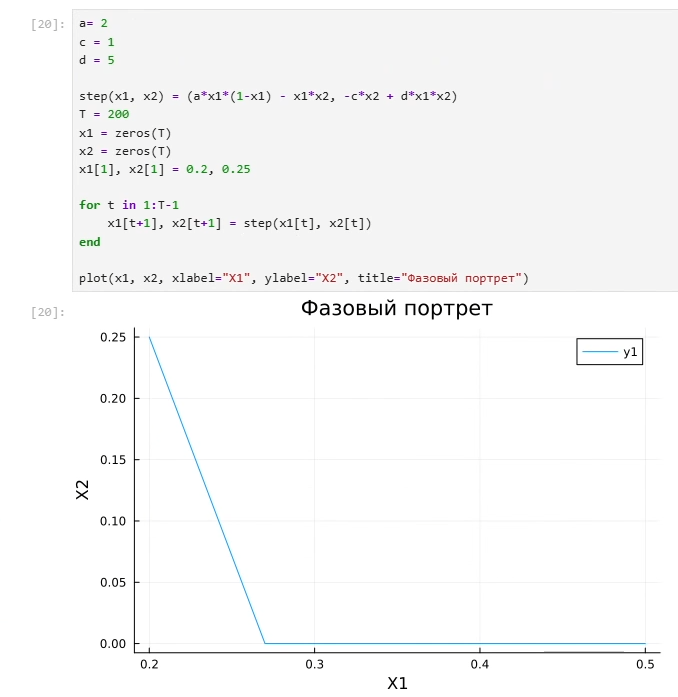 [20]:
a= 2
c = 1
d = 5
step(x1, x2) = (a*x1*(1-x1) - x1*x2, -c*x2 + d*x1*x2)
T = 200
x1 = zeros(T)
x2 = zeros(T)
x1[1], x2[1] = 0.2, 0.25
for t in 1:T-1
    x1[t+1], x2[t+1] = step(x1[t], x2[t])
end
plot(x1, x2, xlabel="X1", ylabel="X2", title="Фазовый портрет")
[20]:
Фазовый портрет
y1
0.25
0.20
0.15
0.10
0.05
0.00
X2
0.2 0.3 0.4 0.5
X1